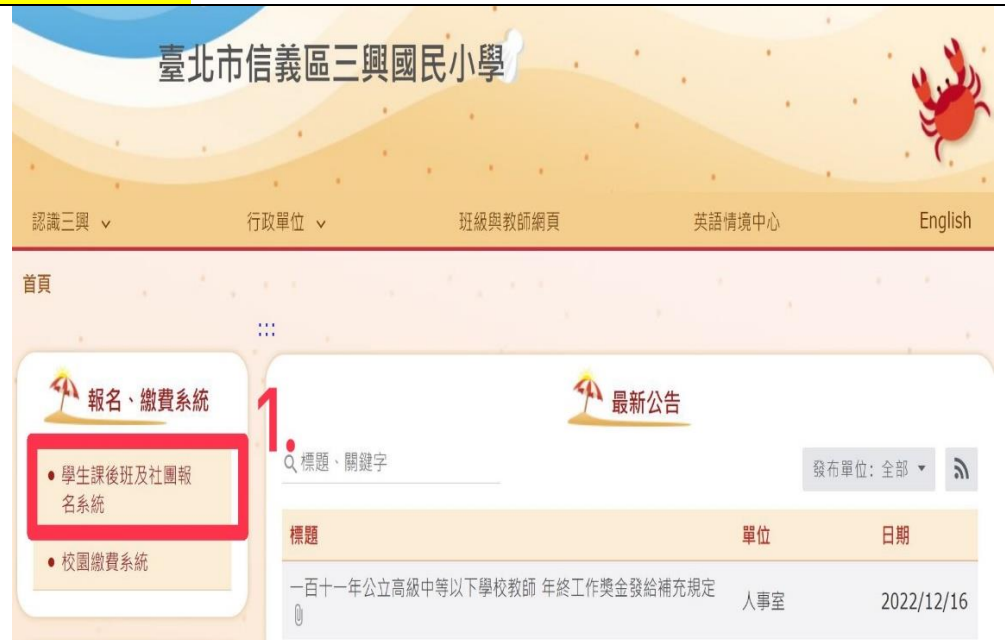 臺北市信義區三興國民小學
認識三興 行政單位 班級與教師網頁 英語情境中心 English
首頁
:::
報名、繳費系統
1.
最新公告
學生課後班及社團報
名系統
校園繳費系統
標題、關鍵字
發布單位: 全部
標題 單位 日期
一百十一年公立高級中等以下學校教師 年終工作獎金發給補充規定
人事室 2022/12/16